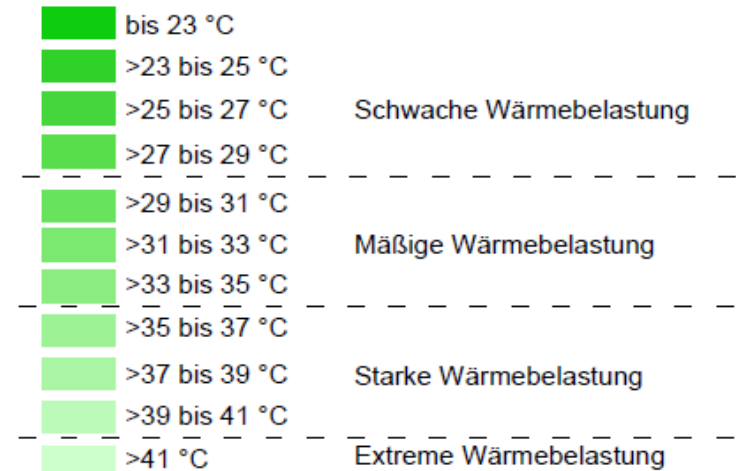 bis 23 °C
>23 bis 25 °C
>25 bis 27 °C Schwache Wärmebelastung
>27 bis 29 °C
>29 bis 31 °C
>31 bis 33 °C Mäßige Wärmebelastung
>33 bis 35 °C
>35 bis 37 °C
>37 bis 39 °C Starke Wärmebelastung
>39 bis 41 °C
>41 °C Extreme Wärmebelastung